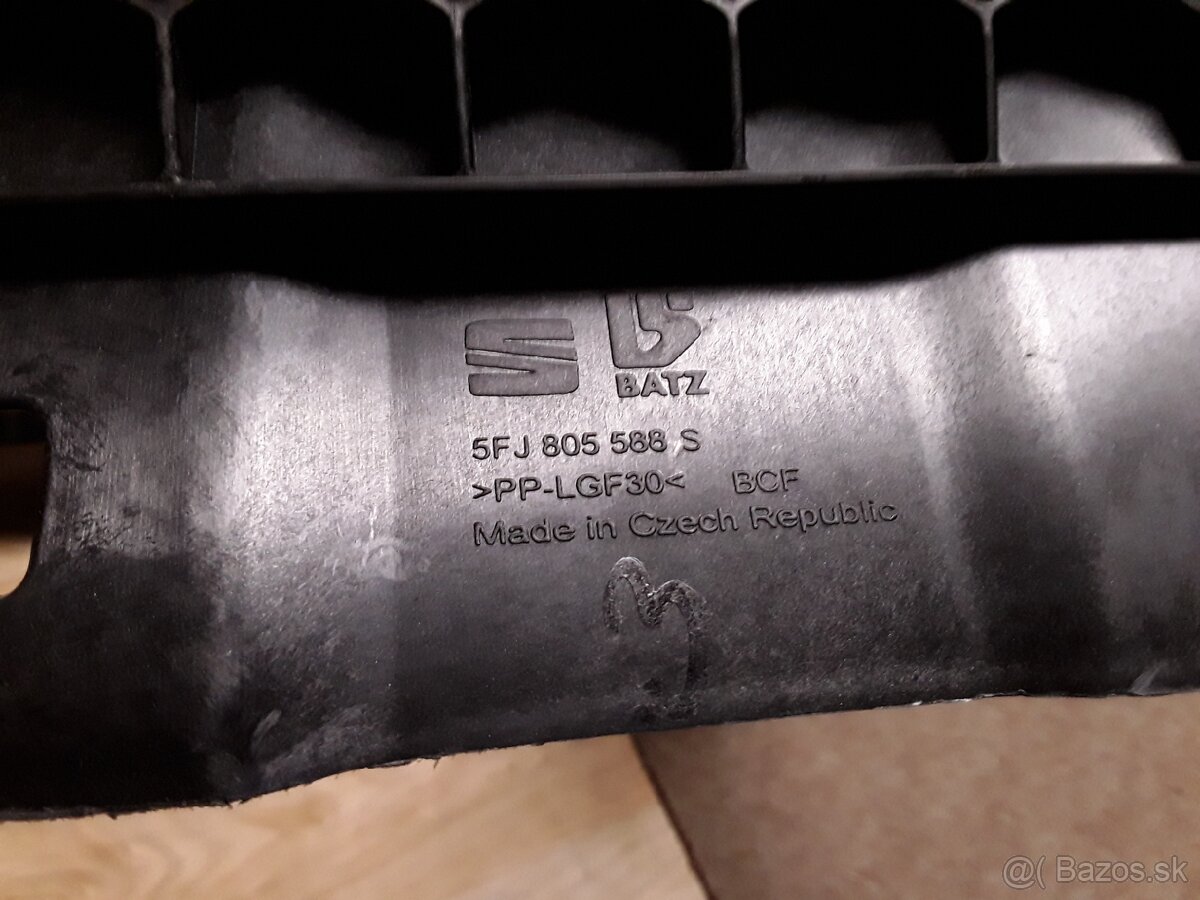 BATZ
5FJ 805 588 S
>PP-LGF30< BCF
Made in Czech Republic
@( Bazos.sk